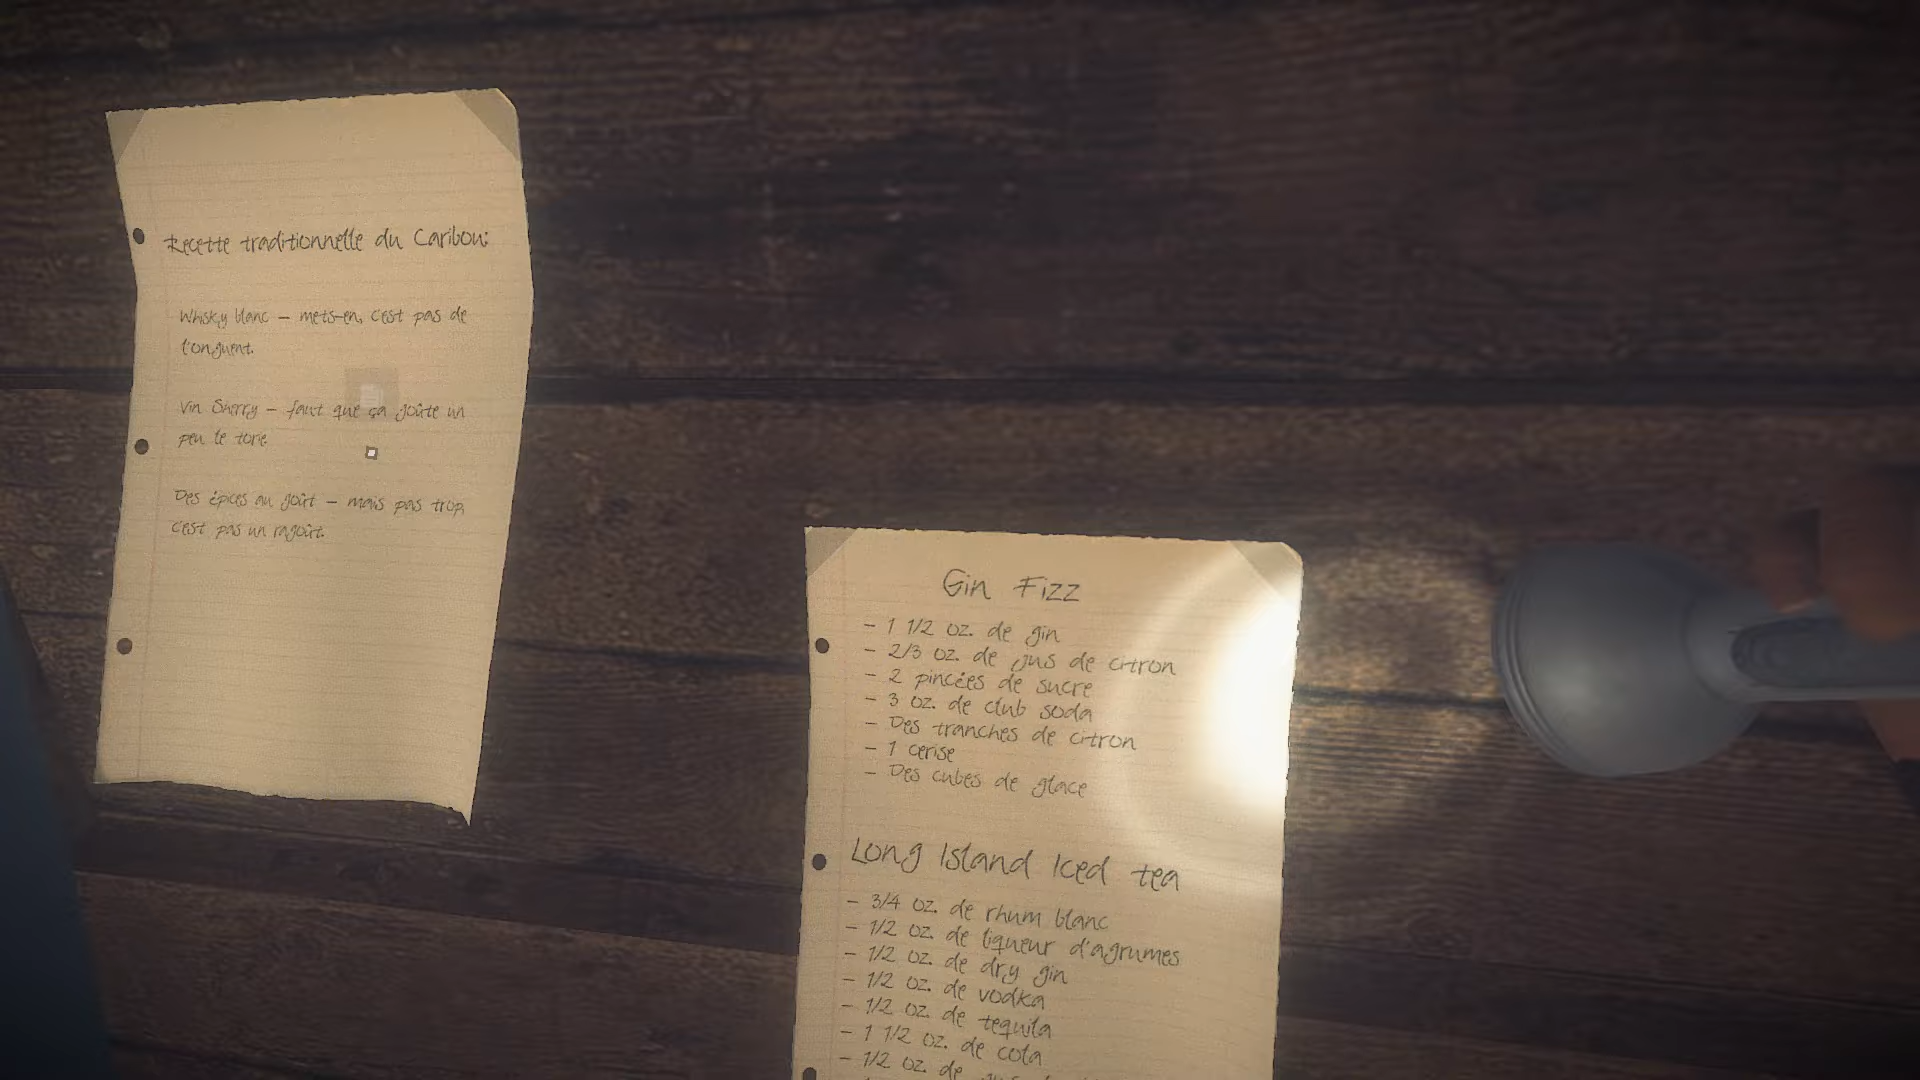 Recette traditionnelle du Caribou:
Whisky blanc - mets-en, c'est pas de
l'onguent.
Vin Sherry - faut que ça goûte un
peu le tonic
Des épices au goût - mais pas trop,
c'est pas un ragoût.
Gin Fizz
- 1 1/2 oz. de gin
- 2/3 oz. de jus de citron
- 2 pincées de sucre
- 3 oz. de club soda
- Des tranches de citron
- 1 cerise
- Des cubes de glace
Long Island Iced tea
- 3/4 oz. de rhum blanc
- 1/2 oz. de liqueur d'agrumes
- 1/2 oz. de dry gin
- 1/2 oz. de vodka
- 1/2 oz. de tequila
- 1 1/2 oz. de cola
- 1/2 oz. de